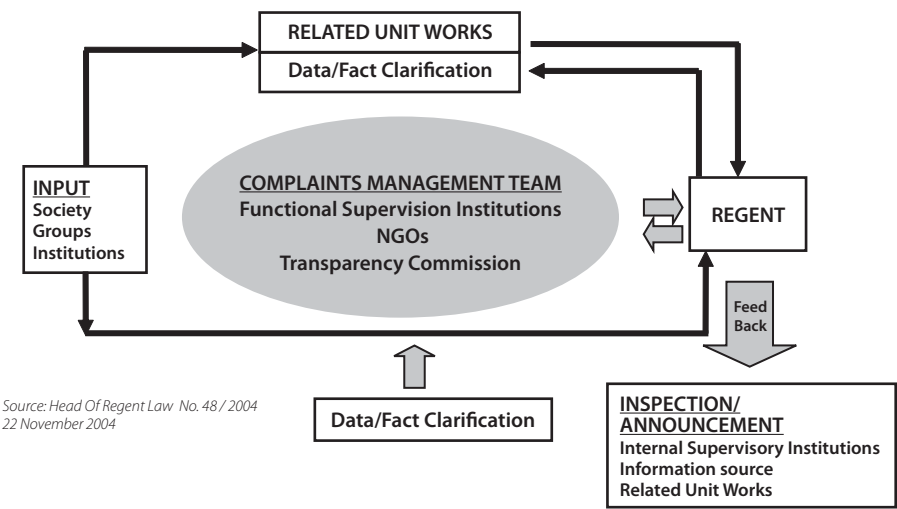 RELATED UNIT WORKS
Data/Fact Clarification
INPUT
Society
Groups
Institutions
COMPLAINTS MANAGEMENT TEAM
Functional Supervision Institutions
NGOs
Transparency Commission
REGENT
Feed
Back
Source: Head Of Regent Law No. 48 / 2004
22 November 2004
Data/Fact Clarification
INSPECTION/
ANNOUNCEMENT
Internal Supervisory Institutions
Information source
Related Unit Works